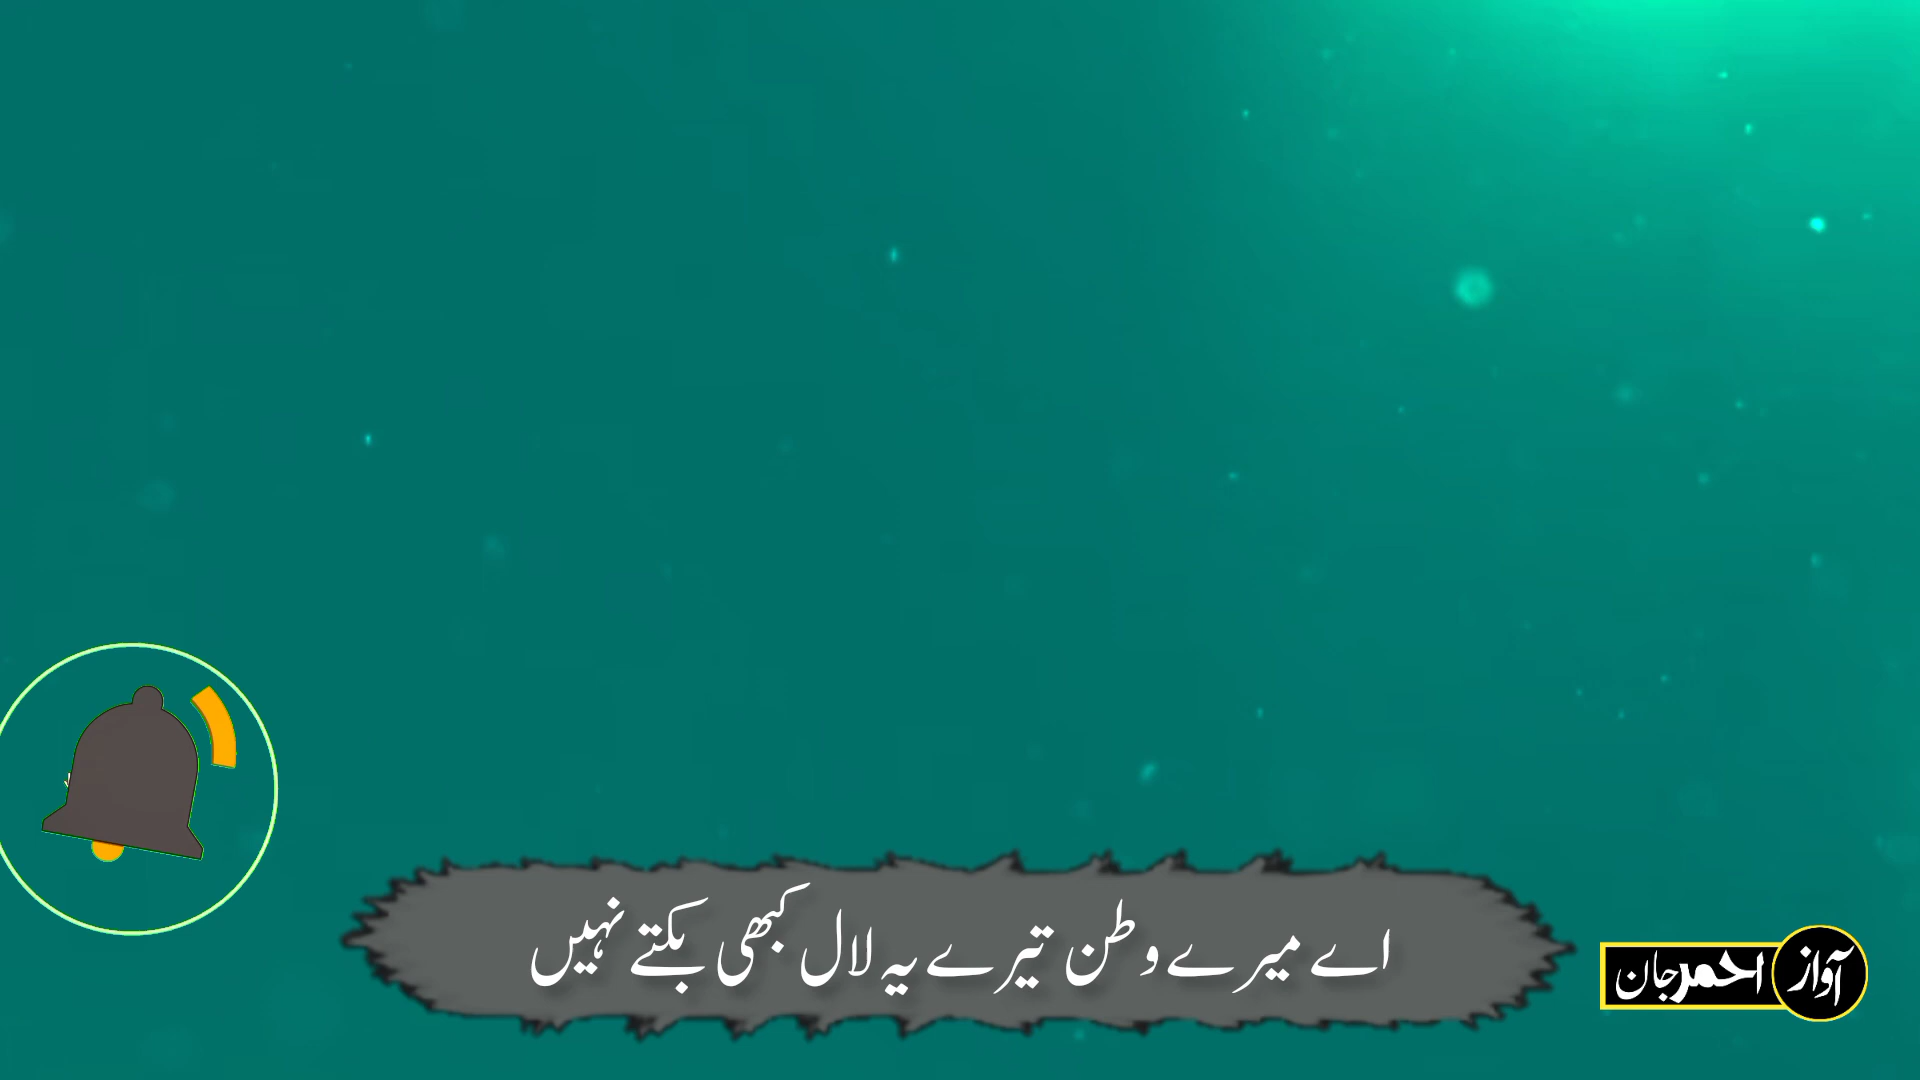 اے میرے وطن تیرے یہ لال کبھی بکتے نہیں
آواز احمر جان